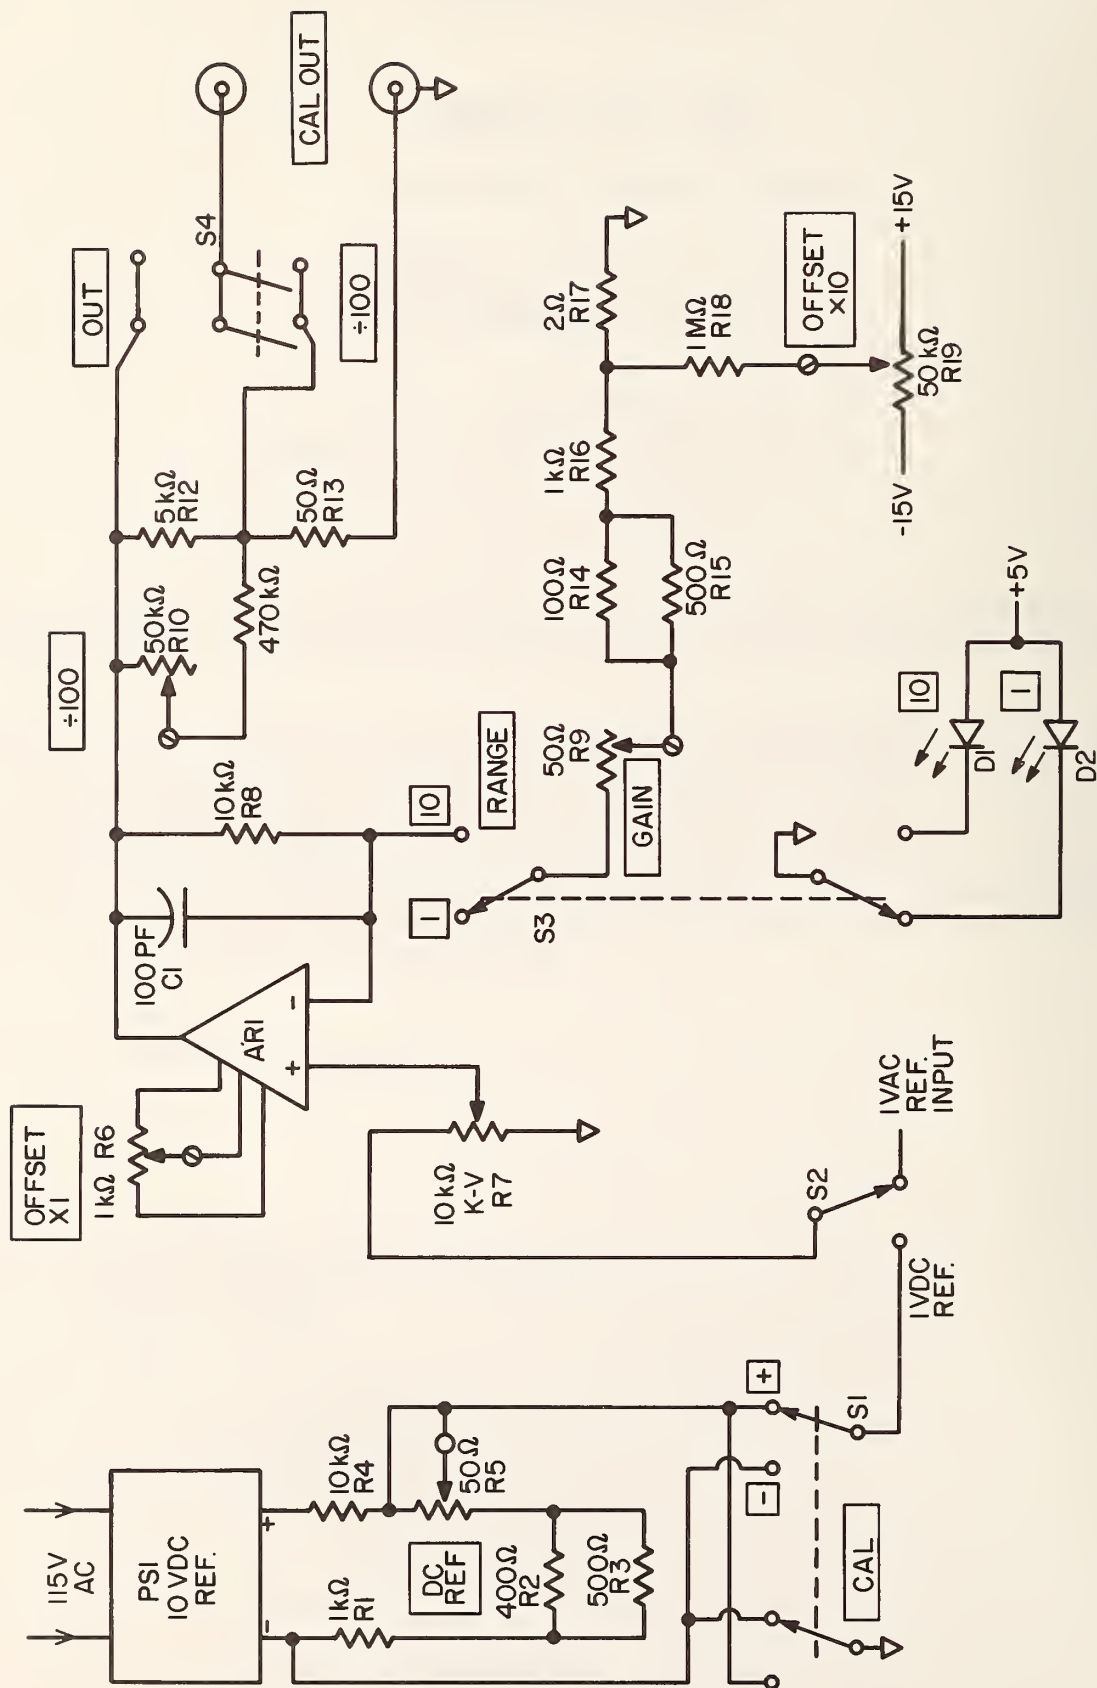 115V
AC
PS1
10 VDC
REF.
+
-
10kΩ
R4
50Ω
R5
1kΩ
R1
DC
REF
400Ω
R2
500Ω
R3
+
-
S1
CAL
1VDC
REF.
S2
1VAC
REF.
INPUT
OFFSET
X1
1kΩ R6
AR1
+
-
10kΩ
K-V
R7
100PF
C1
10kΩ
R8
÷100
50kΩ
R10
470kΩ
5kΩ
R12
50Ω
R13
OUT
S4
÷100
CAL OUT
1
10
RANGE
S3
50Ω
R9
GAIN
100Ω
R14
500Ω
R15
1kΩ
R16
2Ω
R17
1MΩ
R18
OFFSET
X10
-15V
+15V
50kΩ
R19
10
1
+5V
D1
D2